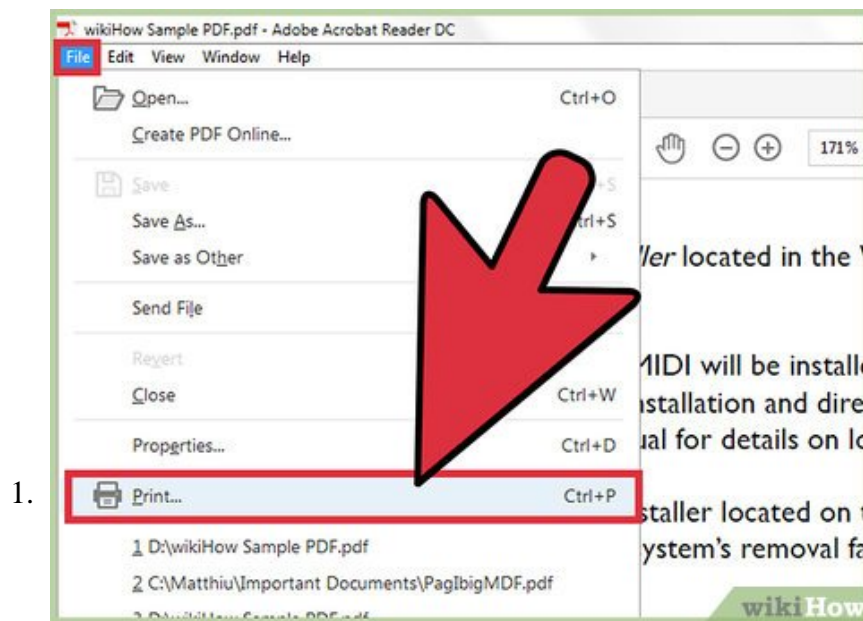 wikiHow Sample PDF.pdf - Adobe Acrobat Reader DC
File Edit View Window Help
Open... Ctrl+O
Create PDF Online...
171%
Save +S
Save As... trl+S
Save as Other
ller located in the
Send File
Revert
MIDI will be install
Close Ctrl+W
nstallation and dire
Properties... Ctrl+D
ual for details on lo
1.
Print... Ctrl+P
staller located on
1 D:\wikiHow Sample PDF.pdf
ystem's removal fa
2 C:\Matthiu\Important Documents\PagIbigMDF.pdf
wikiHow